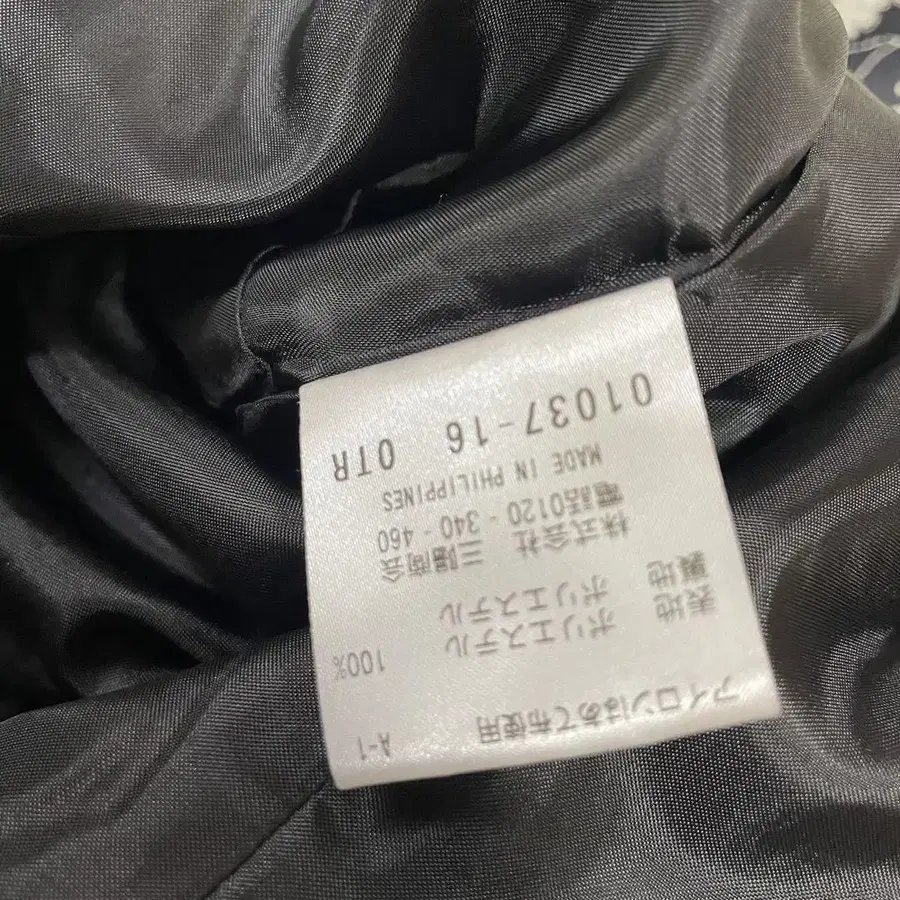 アイロンはあて布使用 A-1
表地 ポリエステル 100%
裏地 ポリエステル
株式会社 三陽商会
電話0120-340-460
MADE IN PHILIPPINES
01037-16 OTR